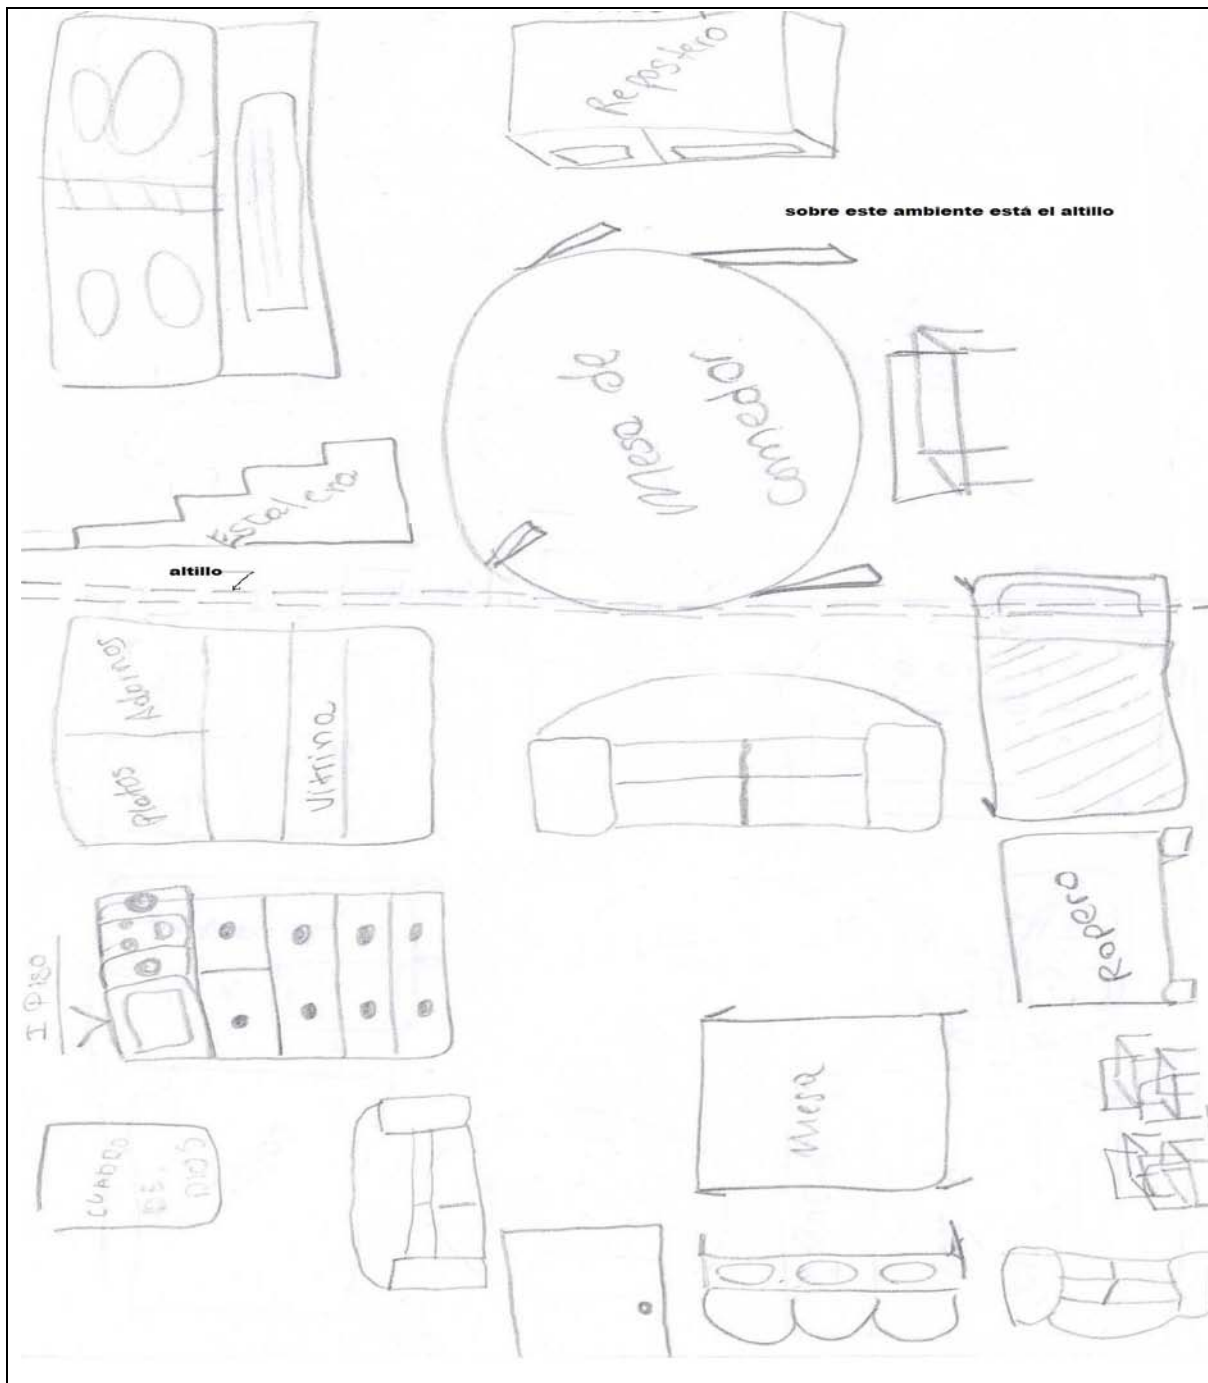 Repostero
sobre este ambiente está el altillo
Mesa de
comedor
Escalera
altillo
Platos
Adornos
Vitrina
Ropero
I Piso
Mesa
CUADRO
DE
DIOS